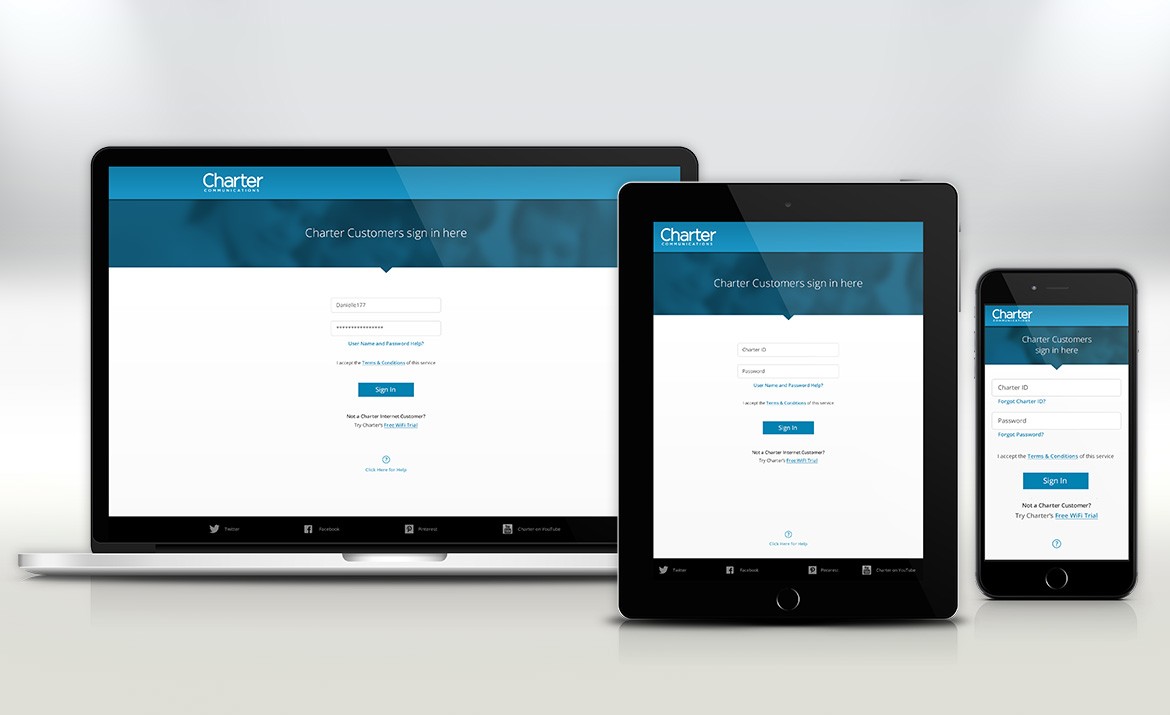 Charter
COMMUNICATIONS
Charter Customers sign in here
Danielle177
****************
User Name and Password Help?
I accept the Terms & Conditions of this service
Sign In
Not a Charter Internet Customer?
Try Charter's Free WiFi Trial
?
Click Here for Help
Twitter
Facebook
Pinterest
Charter on YouTube
Charter
COMMUNICATIONS
Charter Customers sign in here
Charter ID
Password
User Name and Password Help?
I accept the Terms & Conditions of this service
Sign In
Not a Charter Internet Customer?
Try Charter's Free WiFi Trial
?
Click Here for Help
Twitter
Facebook
Pinterest
Charter on YouTube
Charter
COMMUNICATIONS
Charter Customers
sign in here
Charter ID
Forgot Charter ID?
Password
Forgot Password?
I accept the Terms & Conditions of this service
Sign In
Not a Charter Customer?
Try Charter's Free WiFi Trial
?